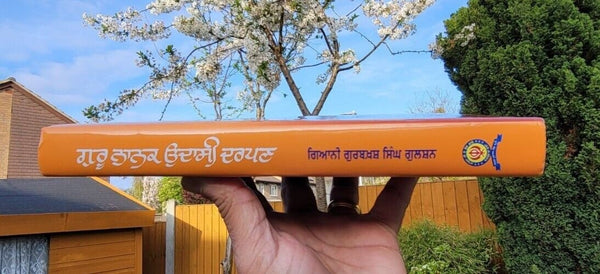 ਗੁਰੂ ਨਾਨਕ ਉਦਾਸੀ ਦਰਪਣ
ਗਿਆਨੀ ਗੁਰਬਖ਼ਸ਼ ਸਿੰਘ ਗੁਲਸ਼ਨ